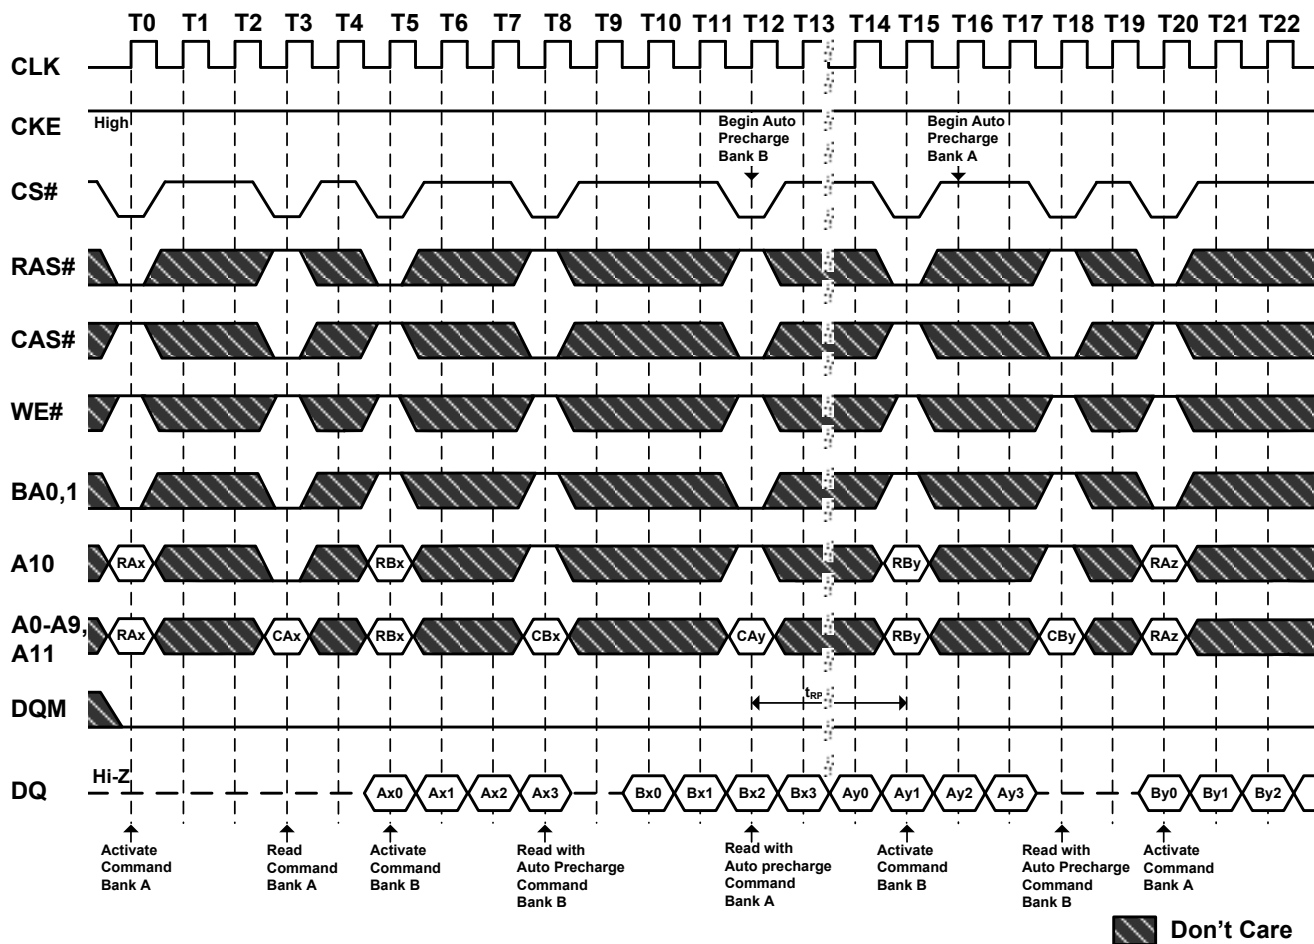 T0 T1 T2 T3 T4 T5 T6 T7 T8 T9 T10 T11 T12 T13 T14 T15 T16 T17 T18 T19 T20 T21 T22
CLK
CKE
High
Begin Auto
Precharge
Bank B
Begin Auto
Precharge
Bank A
CS#
RAS#
CAS#
WE#
BA0,1
A10
RAx RBx RBy RAz
A0-A9,
A11
RAx CAx RBx CBx CAy RBy CBy RAz
DQM
tRP
DQ
Hi-Z
Ax0 Ax1 Ax2 Ax3 Bx0 Bx1 Bx2 Bx3 Ay0 Ay1 Ay2 Ay3 By0 By1 By2
Activate
Command
Bank A
Read
Command
Bank A
Activate
Command
Bank B
Read with
Auto Precharge
Command
Bank B
Read with
Auto precharge
Command
Bank A
Activate
Command
Bank B
Read with
Auto Precharge
Command
Bank B
Activate
Command
Bank A
Don't Care